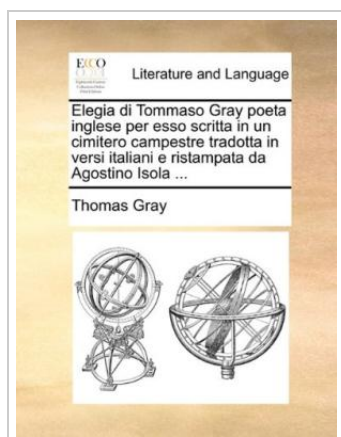 ECCO
Literature and Language
Elegia di Tommaso Gray poeta
inglese per esso scritta in un
cimitero campestre tradotta in
versi italiani e ristampata da
Agostino Isola ...
Thomas Gray